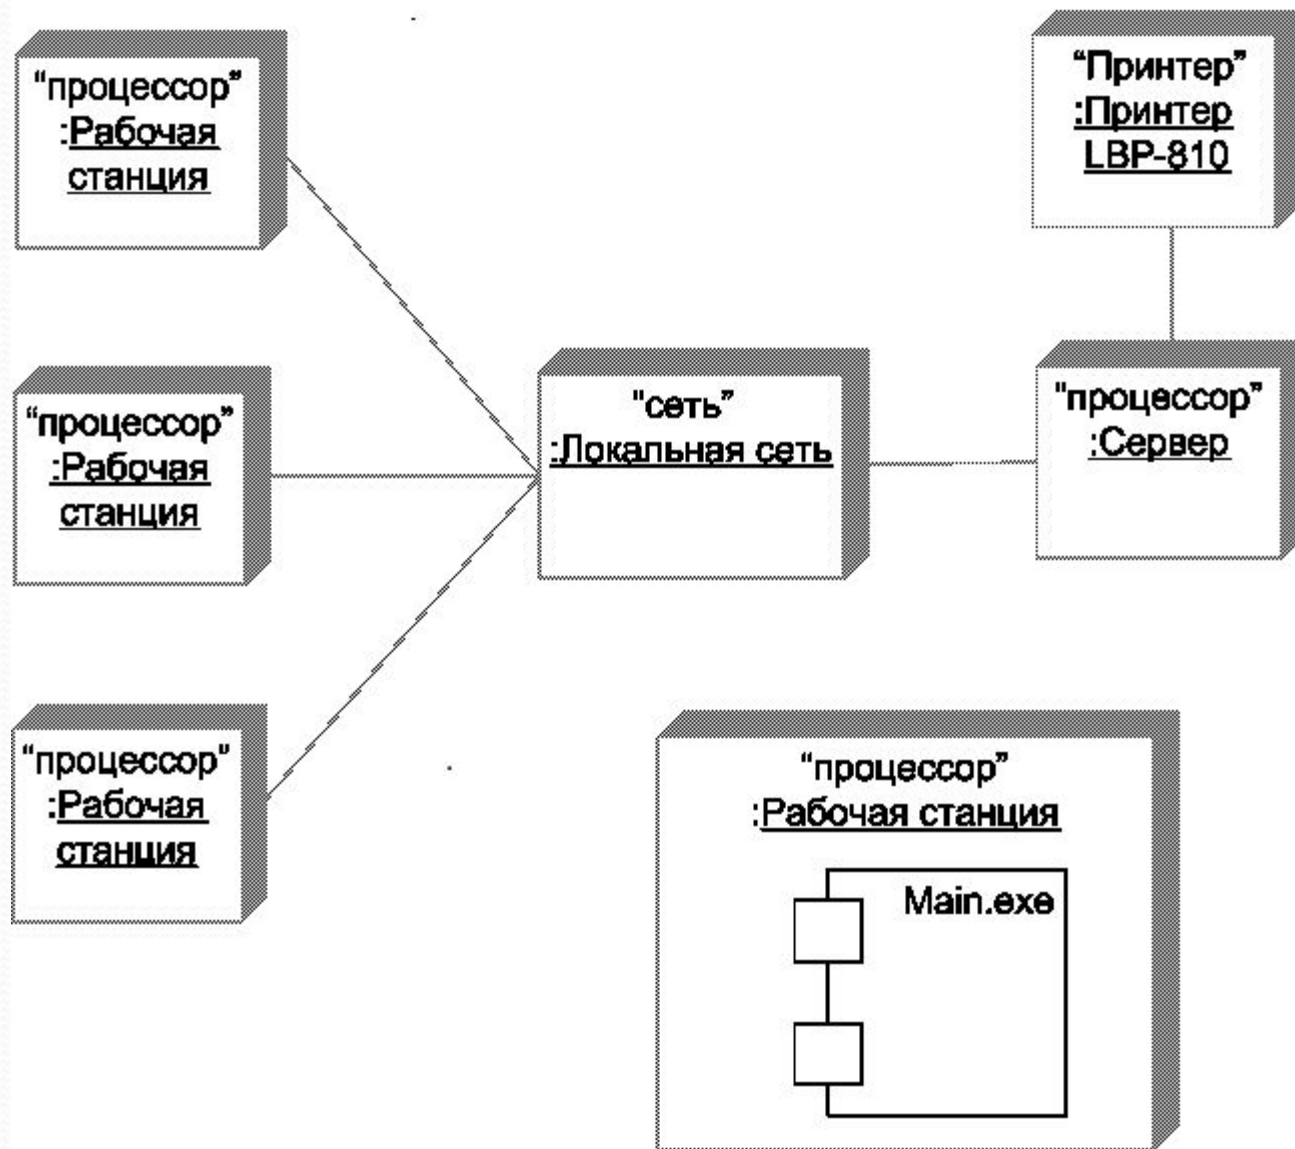 “процессор”
:Рабочая
станция
“Принтер”
:Принтер
LBP-810
“процессор”
:Рабочая
станция
“сеть”
:Локальная сеть
“процессор”
:Сервер
“процессор”
:Рабочая
станция
“процессор”
:Рабочая станция
Main.exe